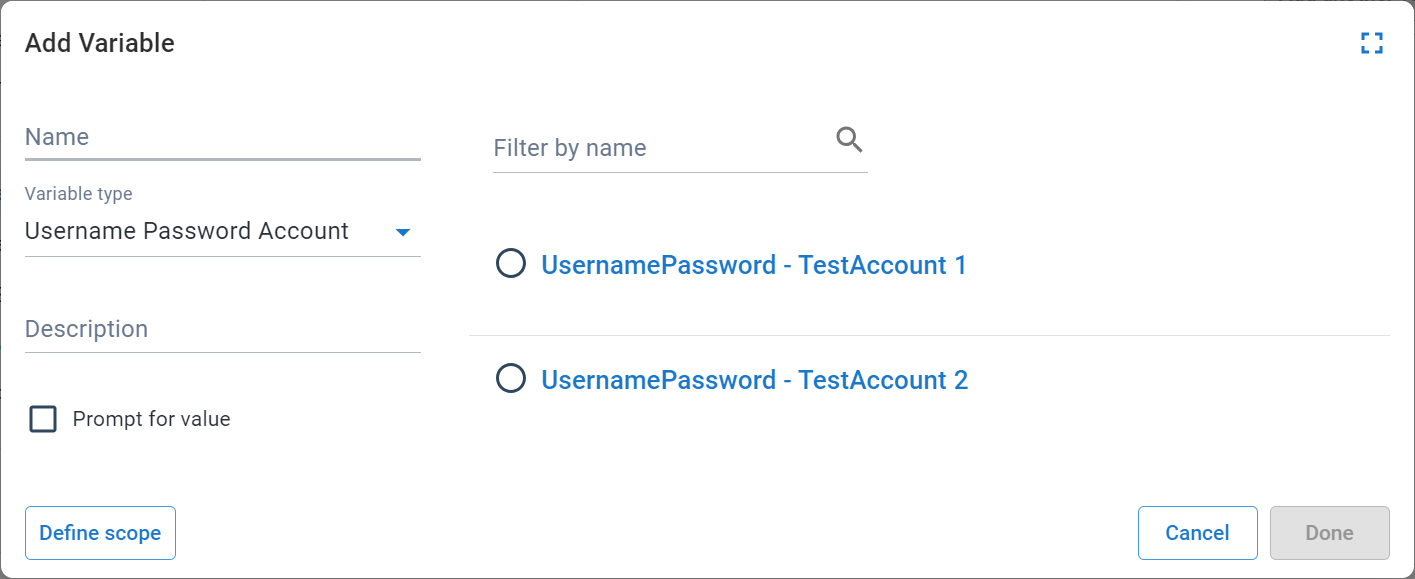 Add Variable
Name
Filter by name
Variable type
Username Password Account
UsernamePassword - TestAccount 1
Description
UsernamePassword - TestAccount 2
Prompt for value
Define scope
Cancel
Done